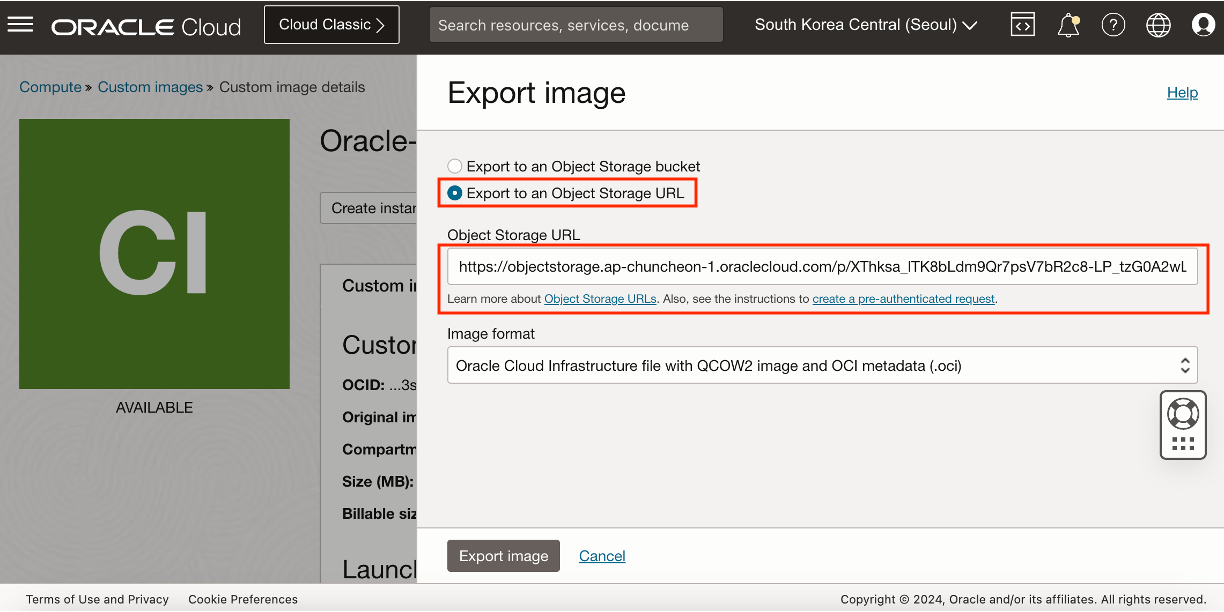 ORACLE Cloud
Cloud Classic
Search resources, services, docume
South Korea Central (Seoul)
Compute » Custom images » Custom image details
CI
AVAILABLE
Oracle-
Create instan
Custom i
Custor
OCID: ...3s
Original im
Compartm
Size (MB):
Billable siz
Launcl
Export image
Help
Export to an Object Storage bucket
Export to an Object Storage URL
Object Storage URL
https://objectstorage.ap-chuncheon-1.oraclecloud.com/p/XThksa_lTK8bLdm9Qr7psV7bR2c8-LP_tzG0A2wL
Learn more about Object Storage URLs. Also, see the instructions to create a pre-authenticated request.
Image format
Oracle Cloud Infrastructure file with QCOW2 image and OCI metadata (.oci)
Export image
Cancel
Terms of Use and Privacy
Cookie Preferences
Copyright © 2024, Oracle and/or its affiliates. All rights reserved.